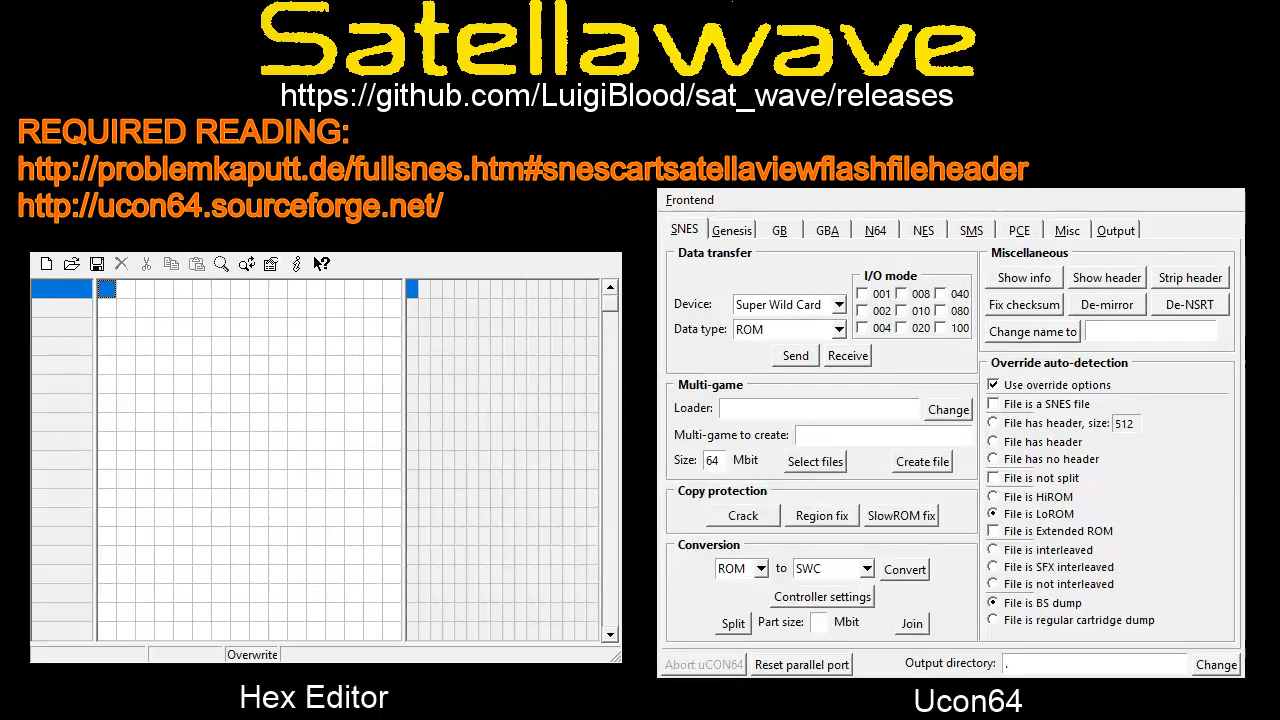 Satellawave
https://github.com/LuigiBlood/sat_wave/releases
REQUIRED READING:
http://problemkaputt.de/fullsnes.htm#snescartsatellaviewflashfileheader
http://ucon64.sourceforge.net/
Overwrite
Hex Editor
Frontend
SNES Genesis GB GBA N64 NES SMS PCE Misc Output
Data transfer
Device: Super Wild Card
Data type: ROM
I/O mode
001 008 040
002 010 080
004 020 100
Send Receive
Multi-game
Loader: Change
Multi-game to create:
Size: 64 Mbit Select files Create file
Copy protection
Crack Region fix SlowROM fix
Conversion
ROM to SWC Convert
Controller settings
Split Part size: Mbit Join
Miscellaneous
Show info Show header Strip header
Fix checksum De-mirror De-NSRT
Change name to
Override auto-detection
Use override options
File is a SNES file
File has header, size: 512
File has header
File has no header
File is not split
File is HiROM
File is LoROM
File is Extended ROM
File is interleaved
File is SFX interleaved
File is not interleaved
File is BS dump
File is regular cartridge dump
Abort uCON64 Reset parallel port Output directory: . Change
Ucon64